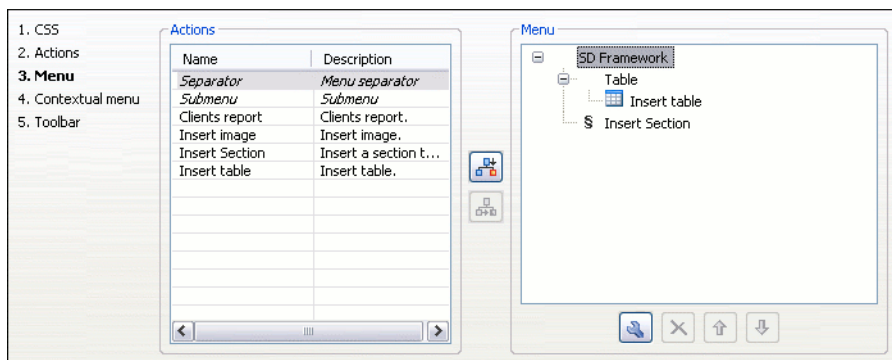 1. CSS
2. Actions
3. Menu
4. Contextual menu
5. Toolbar
Actions
Name Description
Separator Menu separator
Submenu Submenu
Clients report Clients report.
Insert image Insert image.
Insert Section Insert a section t...
Insert table Insert table.
Menu
SD Framework
Table
Insert table
§ Insert Section